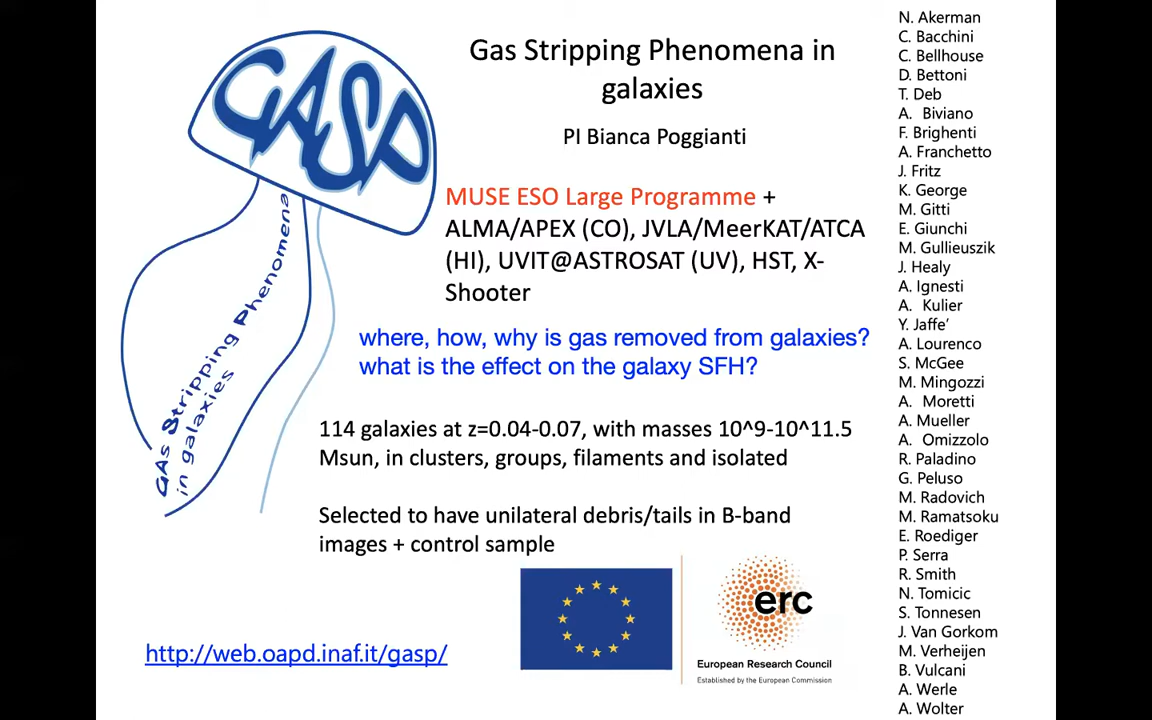 GASP
GAs Stripping Phenomena
in galaxies
Gas Stripping Phenomena in
galaxies
PI Bianca Poggianti
MUSE ESO Large Programme +
ALMA/APEX (CO), JVLA/MeerKAT/ATCA
(HI), UVIT@ASTROSAT (UV), HST, X-
Shooter
where, how, why is gas removed from galaxies?
what is the effect on the galaxy SFH?
114 galaxies at z=0.04-0.07, with masses 10^9-10^11.5
Msun, in clusters, groups, filaments and isolated
Selected to have unilateral debris/tails in B-band
images + control sample
erc
European Research Council
Established by the European Commission
http://web.oapd.inaf.it/gasp/
N. Akerman
C. Bacchini
C. Bellhouse
D. Bettoni
T. Deb
A. Biviano
F. Brighenti
A. Franchetto
J. Fritz
K. George
M. Gitti
E. Giunchi
M. Gullieuszik
J. Healy
A. Ignesti
A. Kulier
Y. Jaffe'
A. Lourenco
S. McGee
M. Mingozzi
A. Moretti
A. Mueller
A. Omizzolo
R. Paladino
G. Peluso
M. Radovich
M. Ramatsoku
E. Roediger
P. Serra
R. Smith
N. Tomicic
S. Tonnesen
J. Van Gorkom
M. Verheijen
B. Vulcani
A. Werle
A. Wolter